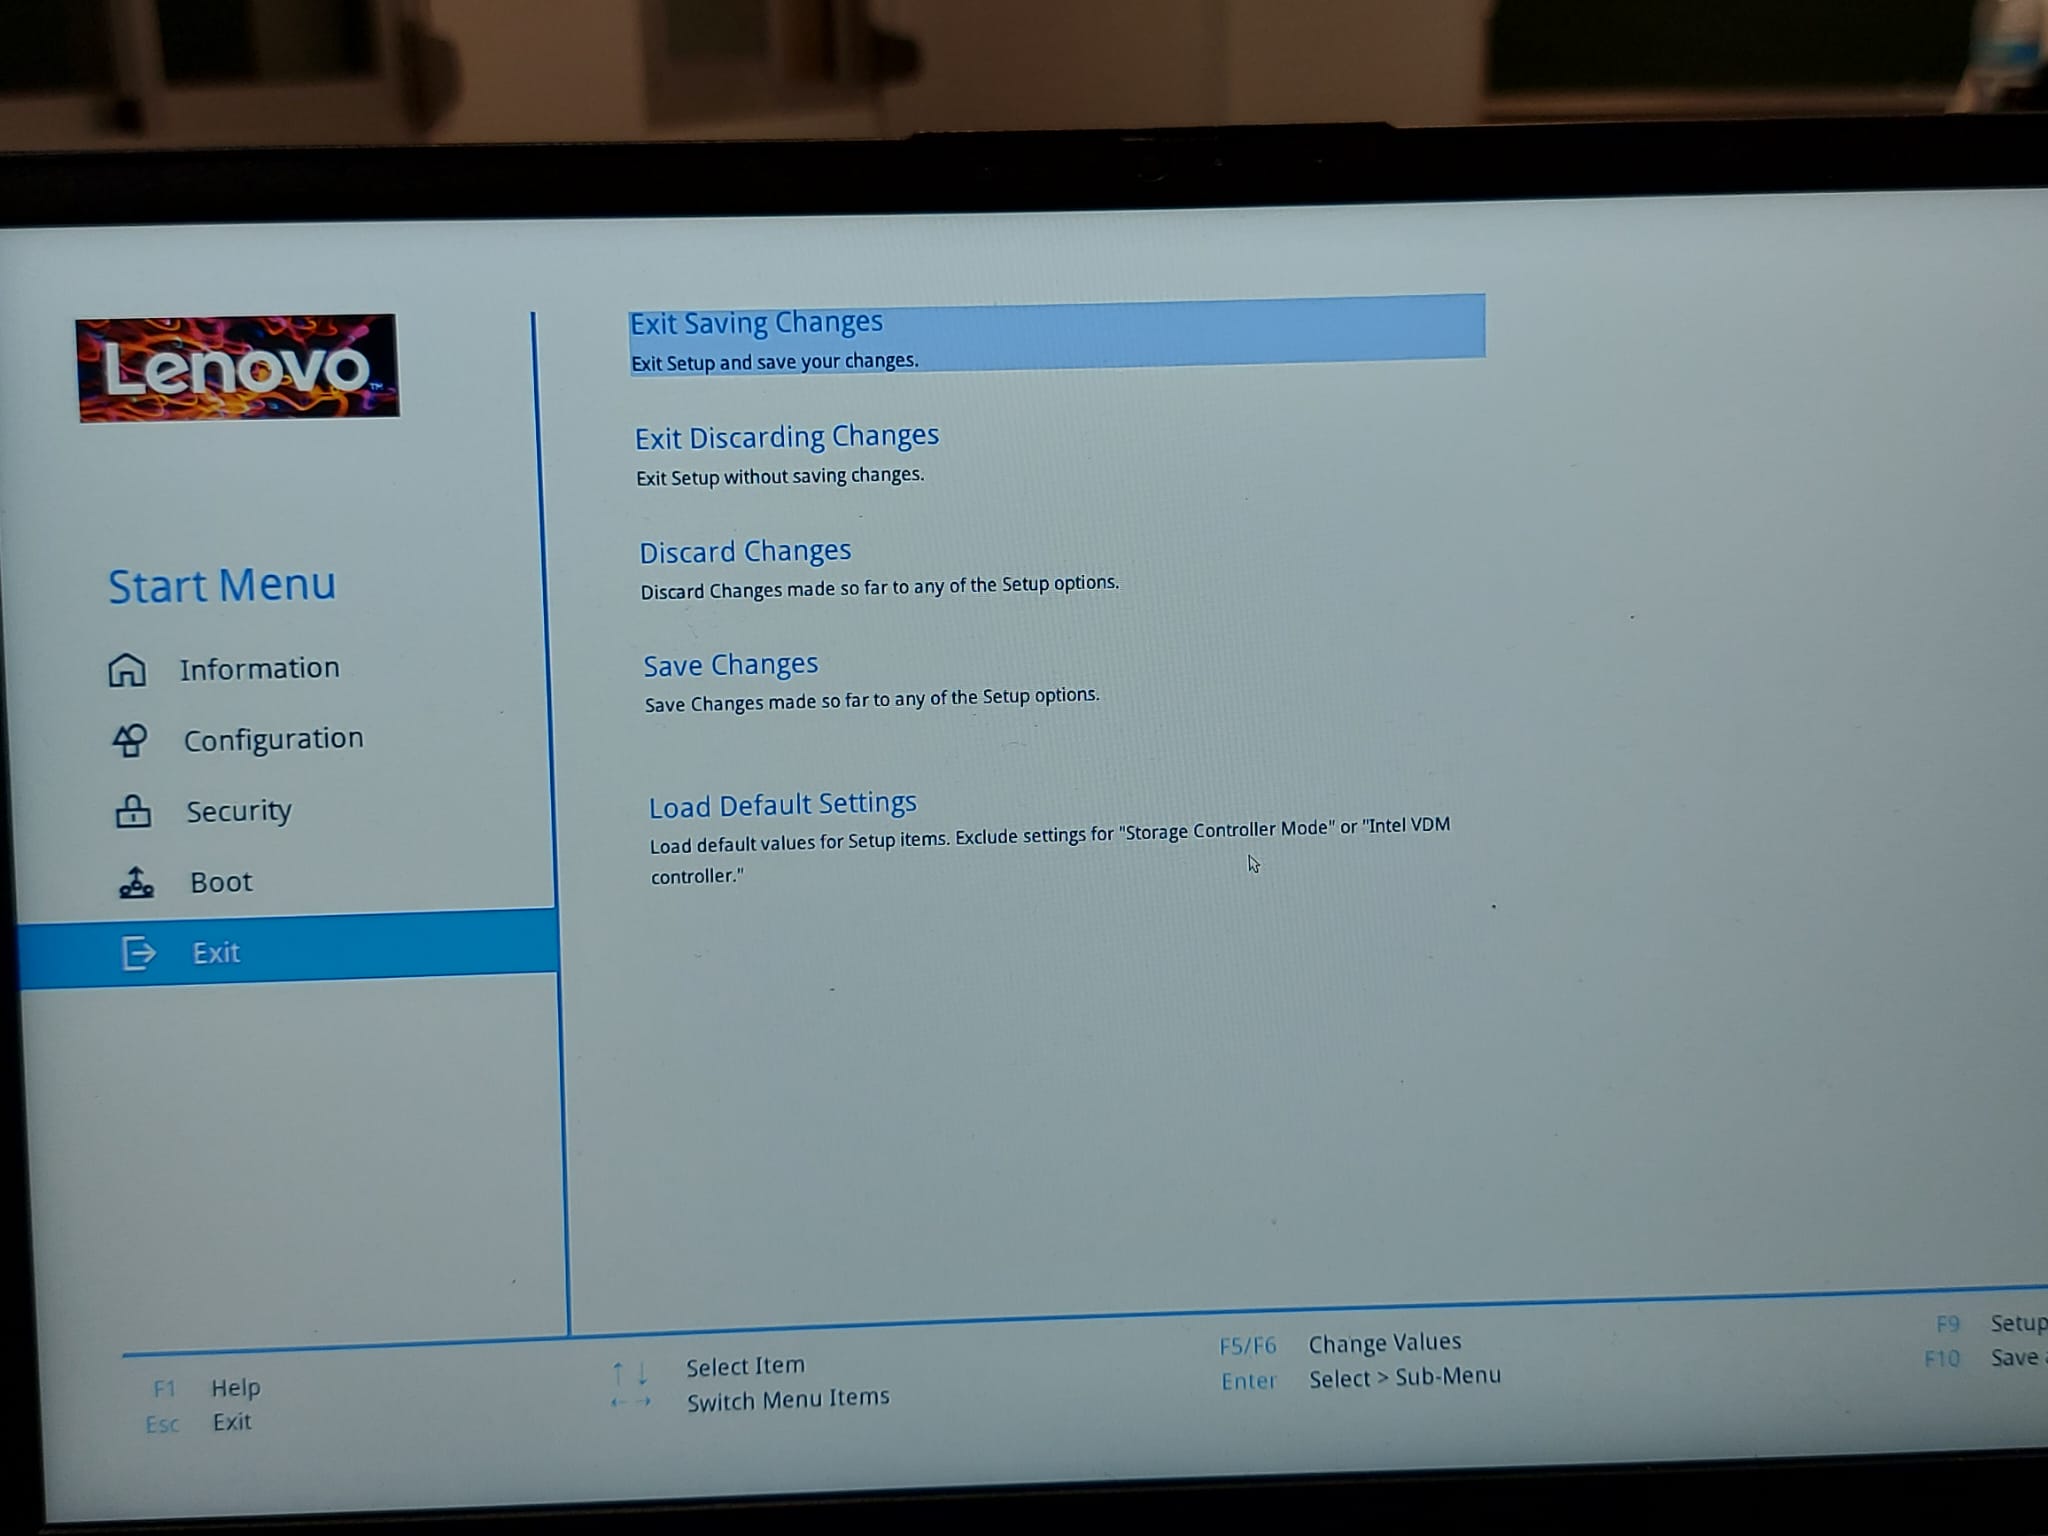 Lenovo
TM
Start Menu
Information
Configuration
Security
Boot
Exit
Exit Saving Changes
Exit Setup and save your changes.
Exit Discarding Changes
Exit Setup without saving changes.
Discard Changes
Discard Changes made so far to any of the Setup options.
Save Changes
Save Changes made so far to any of the Setup options.
Load Default Settings
Load default values for Setup items. Exclude settings for "Storage Controller Mode" or "Intel VDM
controller."
F1 Help
Esc Exit
↑ ↓ Select Item
← → Switch Menu Items
F5/F6 Change Values
Enter Select > Sub-Menu
F9 Setup
F10 Save